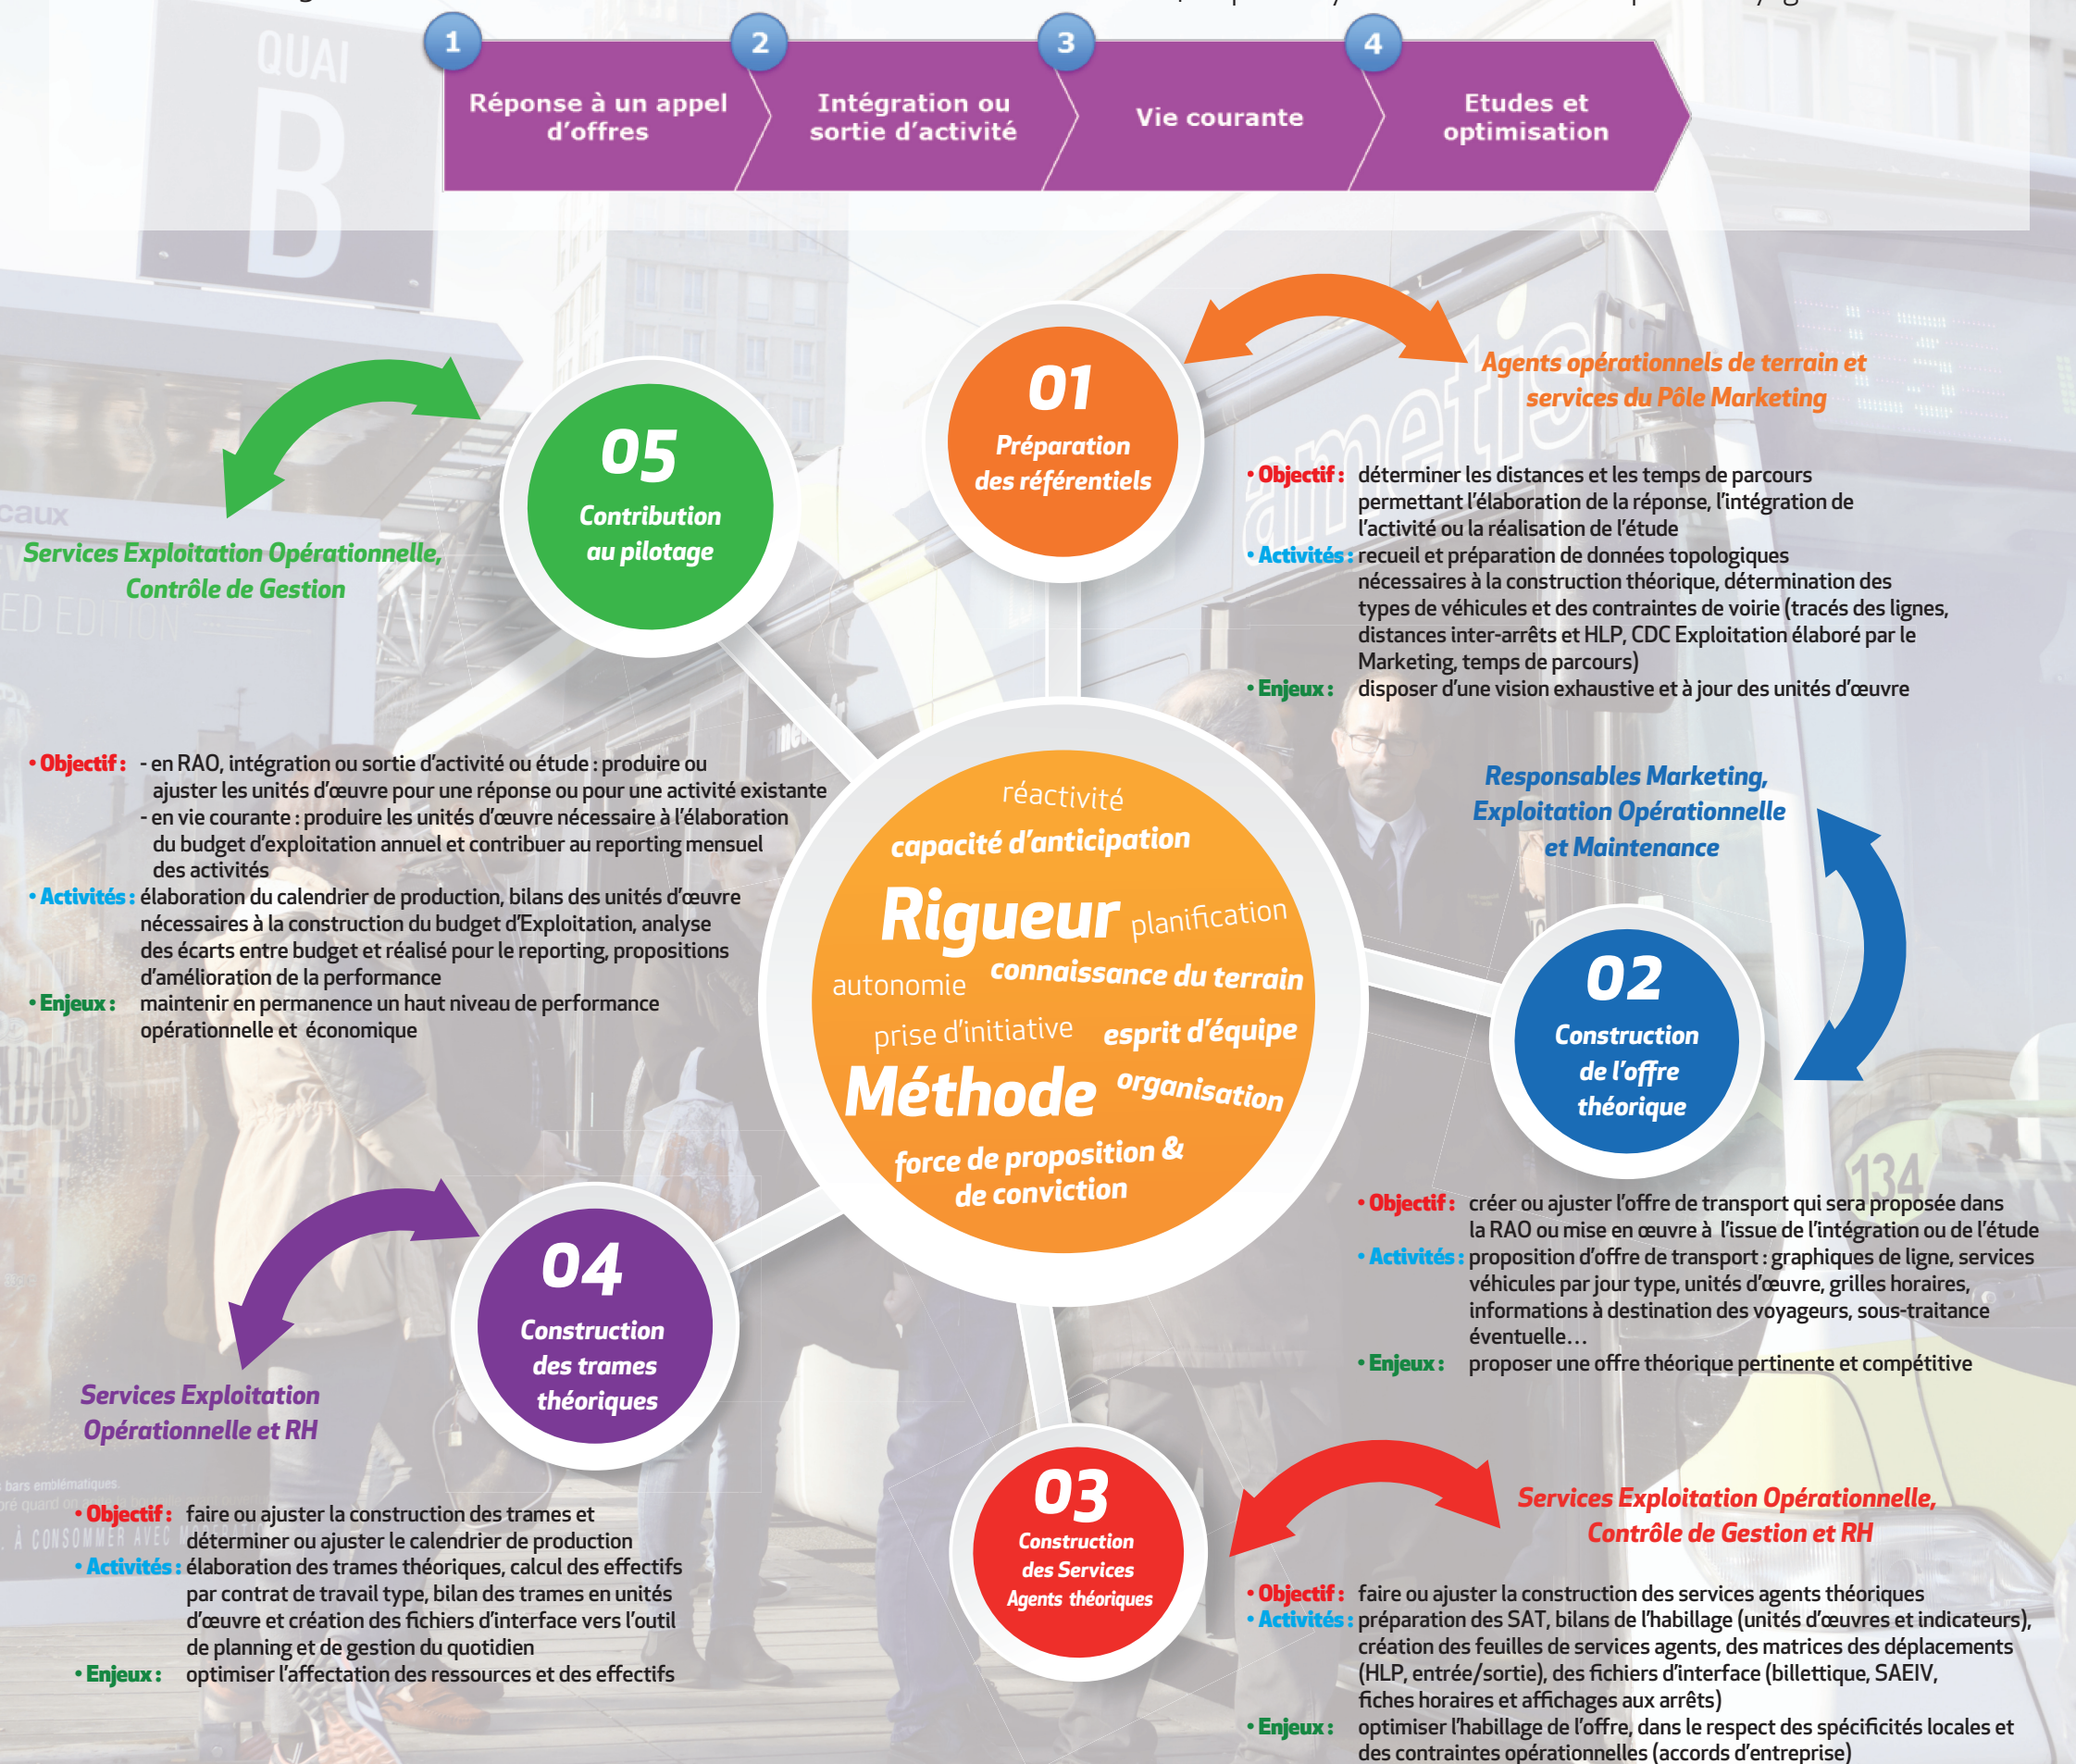 1
2
3
4
Réponse à un appel
d'offres
Intégration ou
sortie d'activité
Vie courante
Etudes et
optimisation
QUAI
B
01
Préparation
des référentiels
Agents opérationnels de terrain et
services du Pôle Marketing
• Objectif : déterminer les distances et les temps de parcours
permettant l'élaboration de la réponse, l'intégration de
l'activité ou la réalisation de l'étude
• Activités : recueil et préparation de données topologiques
nécessaires à la construction théorique, détermination des
types de véhicules et des contraintes de voirie (tracés des lignes,
distances inter-arrêts et HLP, CDC Exploitation élaboré par le
Marketing, temps de parcours)
• Enjeux : disposer d'une vision exhaustive et à jour des unités d'œuvre
ametis
05
Contribution
au pilotage
Services Exploitation Opérationnelle,
Contrôle de Gestion
caux
ED EDITION
• Objectif : - en RAO, intégration ou sortie d'activité ou étude : produire ou
ajuster les unités d'œuvre pour une réponse ou pour une activité existante
- en vie courante : produire les unités d'œuvre nécessaire à l'élaboration
du budget d'exploitation annuel et contribuer au reporting mensuel
des activités
• Activités : élaboration du calendrier de production, bilans des unités d'œuvre
nécessaires à la construction du budget d'Exploitation, analyse
des écarts entre budget et réalisé pour le reporting, propositions
d'amélioration de la performance
• Enjeux : maintenir en permanence un haut niveau de performance
opérationnelle et économique
réactivité
capacité d'anticipation
Rigueur planification
autonomie connaissance du terrain
prise d'initiative esprit d'équipe
Méthode organisation
force de proposition &
de conviction
Responsables Marketing,
Exploitation Opérationnelle
et Maintenance
02
Construction
de l'offre
théorique
134
• Objectif : créer ou ajuster l'offre de transport qui sera proposée dans
la RAO ou mise en œuvre à l'issue de l'intégration ou de l'étude
• Activités : proposition d'offre de transport : graphiques de ligne, services
véhicules par jour type, unités d'œuvre, grilles horaires,
informations à destination des voyageurs, sous-traitance
éventuelle…
• Enjeux : proposer une offre théorique pertinente et compétitive
04
Construction
des trames
théoriques
Services Exploitation
Opérationnelle et RH
bars emblématiques.
À CONSOMMER AVEC
• Objectif : faire ou ajuster la construction des trames et
déterminer ou ajuster le calendrier de production
• Activités : élaboration des trames théoriques, calcul des effectifs
par contrat de travail type, bilan des trames en unités
d'œuvre et création des fichiers d'interface vers l'outil
de planning et de gestion du quotidien
• Enjeux : optimiser l'affectation des ressources et des effectifs
03
Construction
des Services
Agents théoriques
Services Exploitation Opérationnelle,
Contrôle de Gestion et RH
• Objectif : faire ou ajuster la construction des services agents théoriques
• Activités : préparation des SAT, bilans de l'habillage (unités d'œuvres et indicateurs),
création des feuilles de services agents, des matrices des déplacements
(HLP, entrée/sortie), des fichiers d'interface (billettique, SAEIV,
fiches horaires et affichages aux arrêts)
• Enjeux : optimiser l'habillage de l'offre, dans le respect des spécificités locales et
des contraintes opérationnelles (accords d'entreprise)